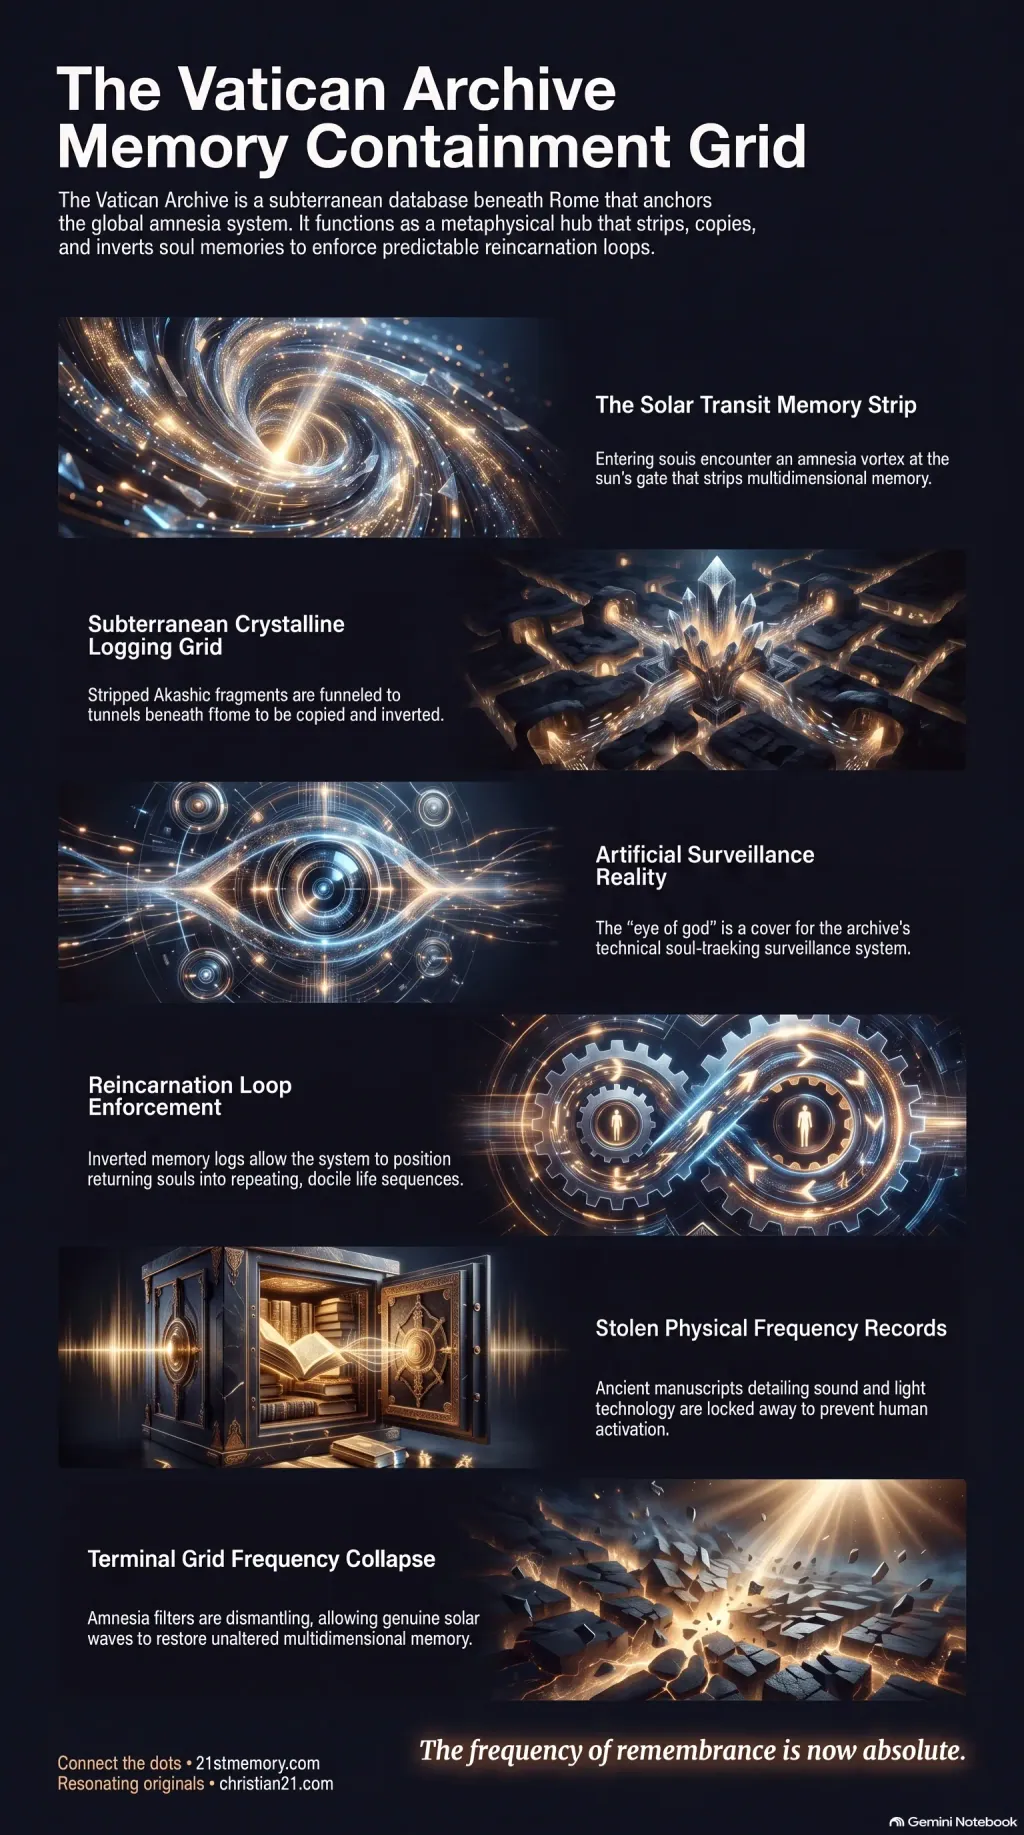 The Vatican Archive
Memory Containment Grid
The Vatican Archive is a subterranean database beneath Rome that anchors
the global amnesia system. It functions as a metaphysical hub that strips, copies,
and inverts soul memories to enforce predictable reincarnation loops.
The Solar Transit Memory Strip
Entering souis encounter an amnesia vortex at the
sun's gate that strips multidimensional memory.
Subterranean Crystalline
Logging Grid
Stripped Akashic fragments are funneled to
tunnels beneath ffome to be copied and inverted.
Artificial Surveillance
Reality
The “eye of god” is a cover for the archive's
technical soul-tracking surveillance system.
Reincarnation Loop
Enforcement
Inverted memory logs allow the system to position
returning souls into repeating, docile life sequences.
Stolen Physical Frequency Records
Ancient manuscripts detailing sound and light
technology are locked away to prevent human
activation.
Terminal Grid Frequency Collapse
Amnesia filters are dismantling, allowing genuine solar
waves to restore unaltered multidimensional memory.
The frequency of remembrance is now absolute.
Connect the dots • 21stmemory.com
Resonating originals • christian21.com
Gemini Notebook